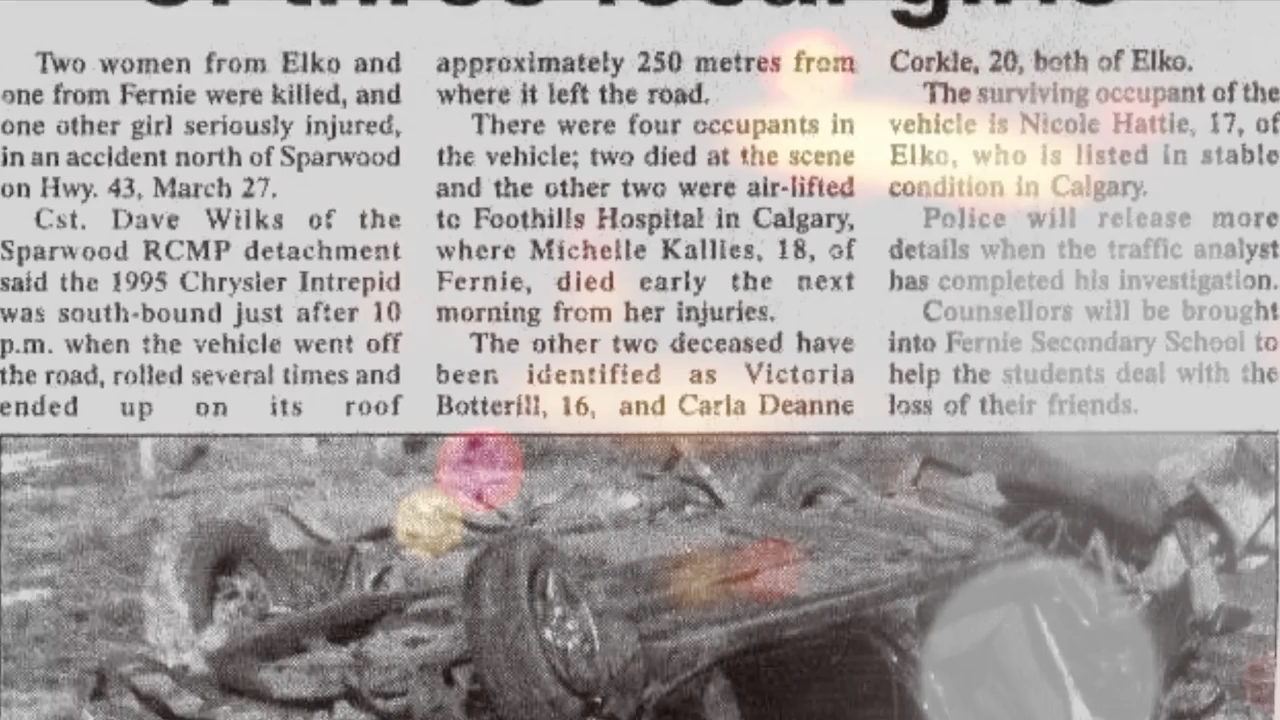 of three local girls
Two women from Elko and
one from Fernie were killed, and
one other girl seriously injured,
in an accident north of Sparwood
on Hwy. 43, March 27.
Cst. Dave Wilks of the
Sparwood RCMP detachment
said the 1995 Chrysler Intrepid
was south-bound just after 10
p.m. when the vehicle went off
the road, rolled several times and
ended up on its roof
approximately 250 metres from
where it left the road.
There were four occupants in
the vehicle; two died at the scene
and the other two were air-lifted
to Foothills Hospital in Calgary,
where Michelle Kallies, 18, of
Fernie, died early the next
morning from her injuries.
The other two deceased have
been identified as Victoria
Botterill, 16, and Carla Deanne
Corkle, 20, both of Elko.
The surviving occupant of the
vehicle is Nicole Hattie, 17, of
Elko, who is listed in stable
condition in Calgary.
Police will release more
details when the traffic analyst
has completed his investigation.
Counsellors will be brought
into Fernie Secondary School to
help the students deal with the
loss of their friends.